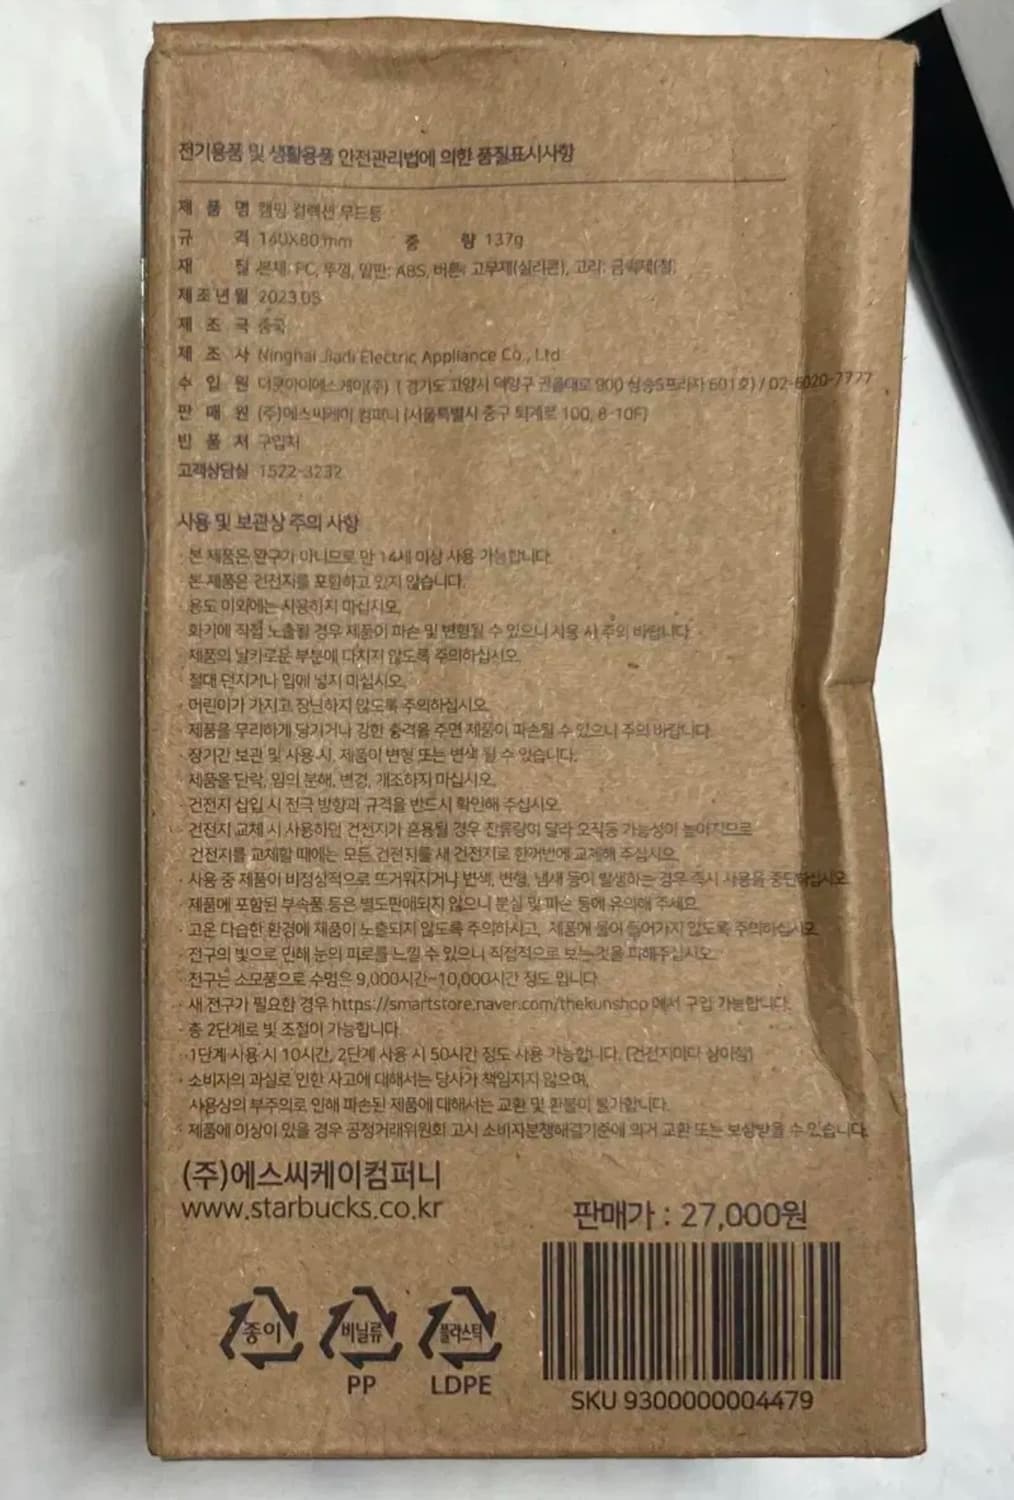 전기용품 및 생활용품 안전관리법에 의한 품질표시사항
제 품 명 캠핑 컬렉션 무드등
규 격 140X80mm 중 량 137g
재 질 본체: PC, 뚜껑, 밑판: ABS, 버튼: 고무제(실리콘), 고리: 금속제(철)
제조년월 2023.05
제 조 국 중국
제 조 사 Ninghai Jiadi Electric Appliance Co., Ltd
수 입 원 더쿤아이에스케이(주) ( 경기도 고양시 덕양구 권율대로 900 601호) / 02-6020-7777
판 매 원 (주)에스씨케이 컴퍼니 (서울특별시 중구 퇴계로 100, 8-10F)
반 품 처 구입처
고객상담실 1522-3232
사용 및 보관상 주의 사항
· 본 제품은 완구가 아니므로 만 14세 이상 사용 가능합니다.
· 본 제품은 건전지를 포함하고 있지 않습니다.
· 용도 이외에는 사용하지 마십시오.
· 화기에 직접 노출될 경우 제품이 파손 및 변형될 수 있으니 사용 시 주의 바랍니다.
· 제품의 날카로운 부분에 다치지 않도록 주의하십시오.
· 절대 던지거나 입에 넣지 마십시오.
· 어린이가 가지고 장난하지 않도록 주의하십시오.
· 제품을 무리하게 당기거나 강한 충격을 주면 제품이 파손될 수 있으니 주의 바랍니다.
· 장기간 보관 및 사용 시, 제품이 변형 또는 변색 될 수 있습니다.
· 제품을 단락, 임의 분해, 변경, 개조하지 마십시오.
· 건전지 삽입 시 전극 방향과 규격을 반드시 확인해 주십시오.
· 건전지 교체 시 사용하던 건전지가 혼용될 경우 잔류량이 달라 오작동 가능성이 높아지므로
건전지를 교체할 때에는 모든 건전지를 새 건전지로 한꺼번에 교체해 주십시오.
· 사용 중 제품이 비정상적으로 뜨거워지거나 변색, 변형, 냄새 등이 발생하는 경우 즉시 사용을 중단하십시오.
· 제품에 포함된 부속품 등은 별도판매되지 않으니 분실 및 파손 등에 유의해 주세요.
· 고온 다습한 환경에 제품이 노출되지 않도록 주의하시고, 제품에 물이 들어가지 않도록 주의하십시오.
· 전구의 빛으로 인해 눈의 피로를 느낄 수 있으니 직접적으로 보는 것을 피해주십시오.
· 전구는 소모품으로 수명은 9,000시간~10,000시간 정도 입니다.
· 새 전구가 필요한 경우 https://smartstore.naver.com/thekunshop 에서 구입 가능합니다.
· 총 2단계로 빛 조절이 가능합니다.
· 1단계 사용 시 10시간, 2단계 사용 시 50시간 정도 사용 가능합니다. (건전지마다 상이함)
· 소비자의 과실로 인한 사고에 대해서는 당사가 책임지지 않으며,
사용상의 부주의로 인해 파손된 제품에 대해서는 교환 및 환불이 불가합니다.
· 제품에 이상이 있을 경우 공정거래위원회 고시 소비자분쟁해결기준에 의거 교환 또는 보상받을 수 있습니다.
(주)에스씨케이컴퍼니
www.starbucks.co.kr
판매가 : 27,000원
종이 비닐류 플라스틱
PP LDPE
SKU 9300000004479